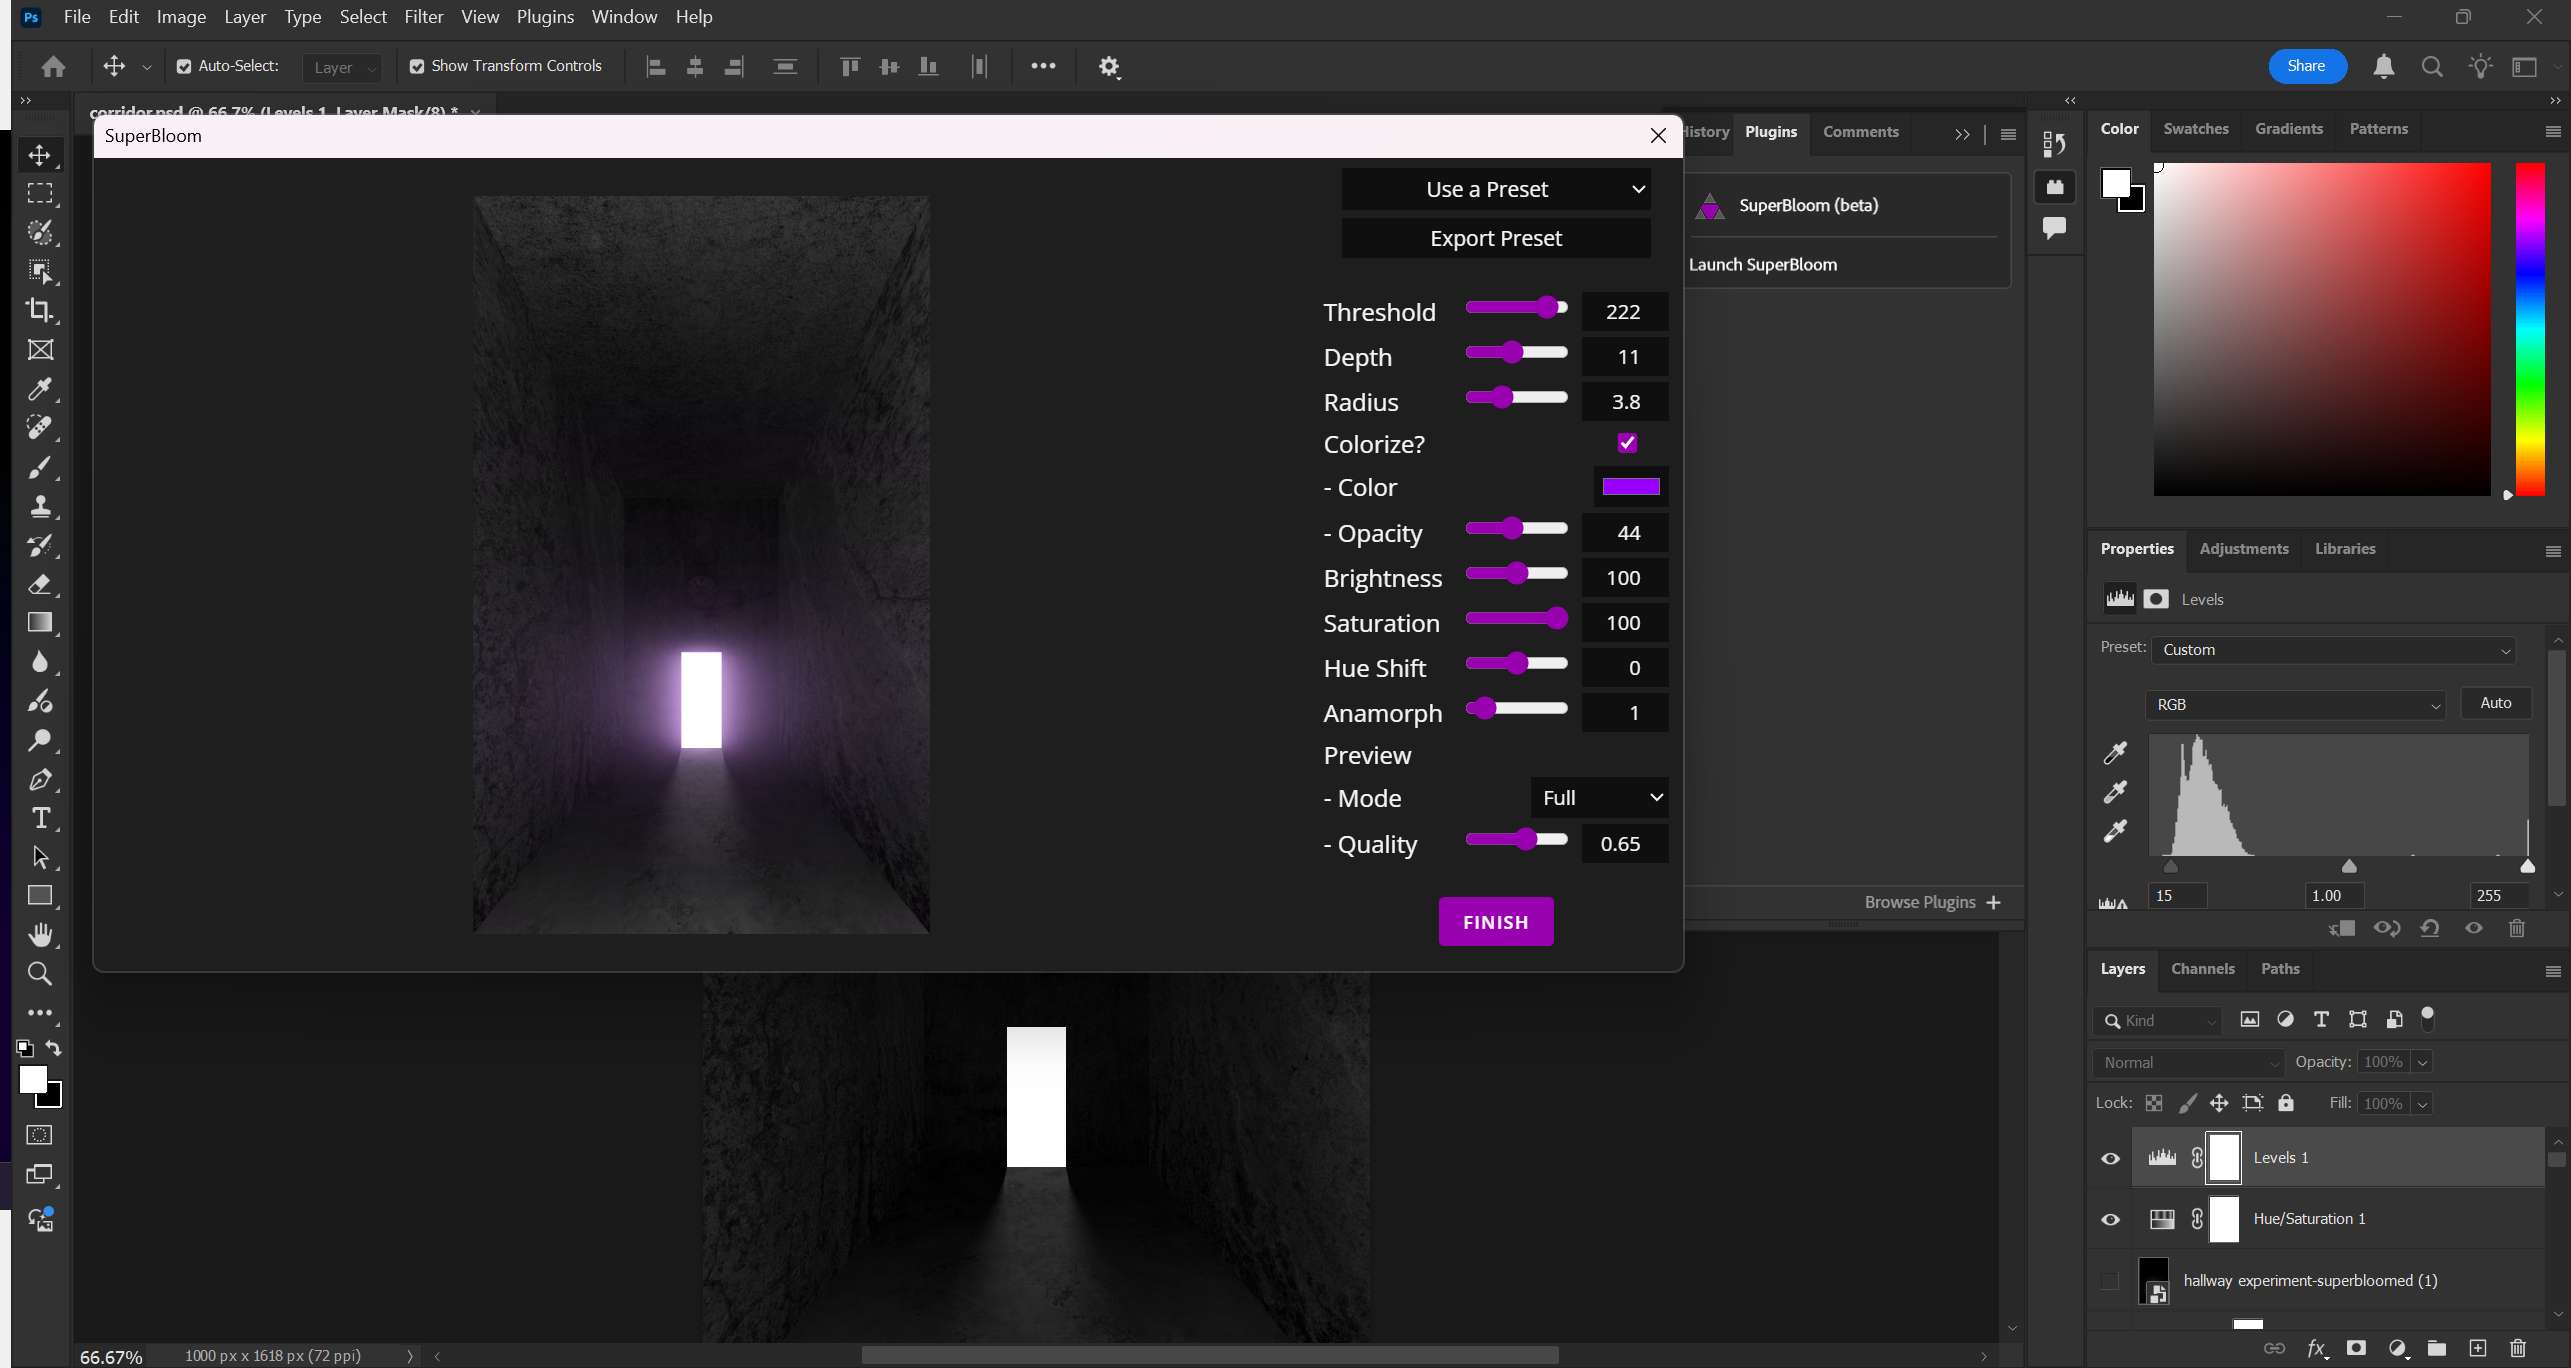 Ps File Edit Image Layer Type Select Filter View Plugins Window Help
Auto-Select: Layer Show Transform Controls Share
corridor.psd @ 66.7% (Levels 1, Layer Mask/8) *
SuperBloom
Use a Preset
Export Preset
Threshold 222
Depth 11
Radius 3.8
Colorize?
- Color
- Opacity 44
Brightness 100
Saturation 100
Hue Shift 0
Anamorph 1
Preview
- Mode Full
- Quality 0.65
FINISH
History Plugins Comments
SuperBloom (beta)
Launch SuperBloom
Browse Plugins +
Color Swatches Gradients Patterns
Properties Adjustments Libraries
Levels
Preset: Custom
RGB Auto
15 1.00 255
Layers Channels Paths
Kind
Normal Opacity: 100%
Lock: Fill: 100%
Levels 1
Hue/Saturation 1
hallway experiment-superbloomed (1)
fx
66.67% 1000 px x 1618 px (72 ppi)